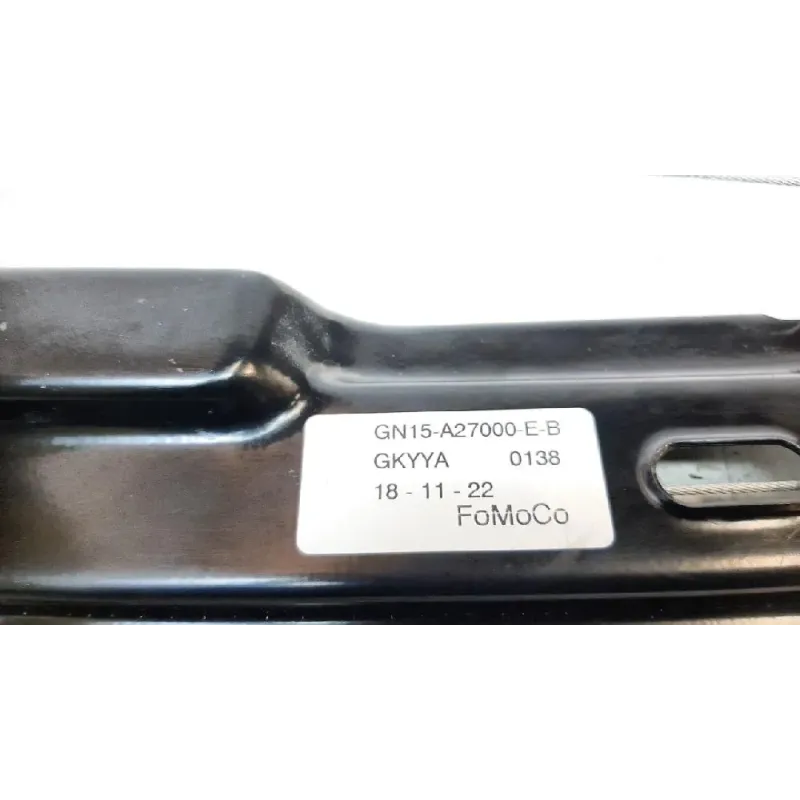 GN15-A27000-E-B
GKYYA 0138
18 - 11 - 22
FoMoCo